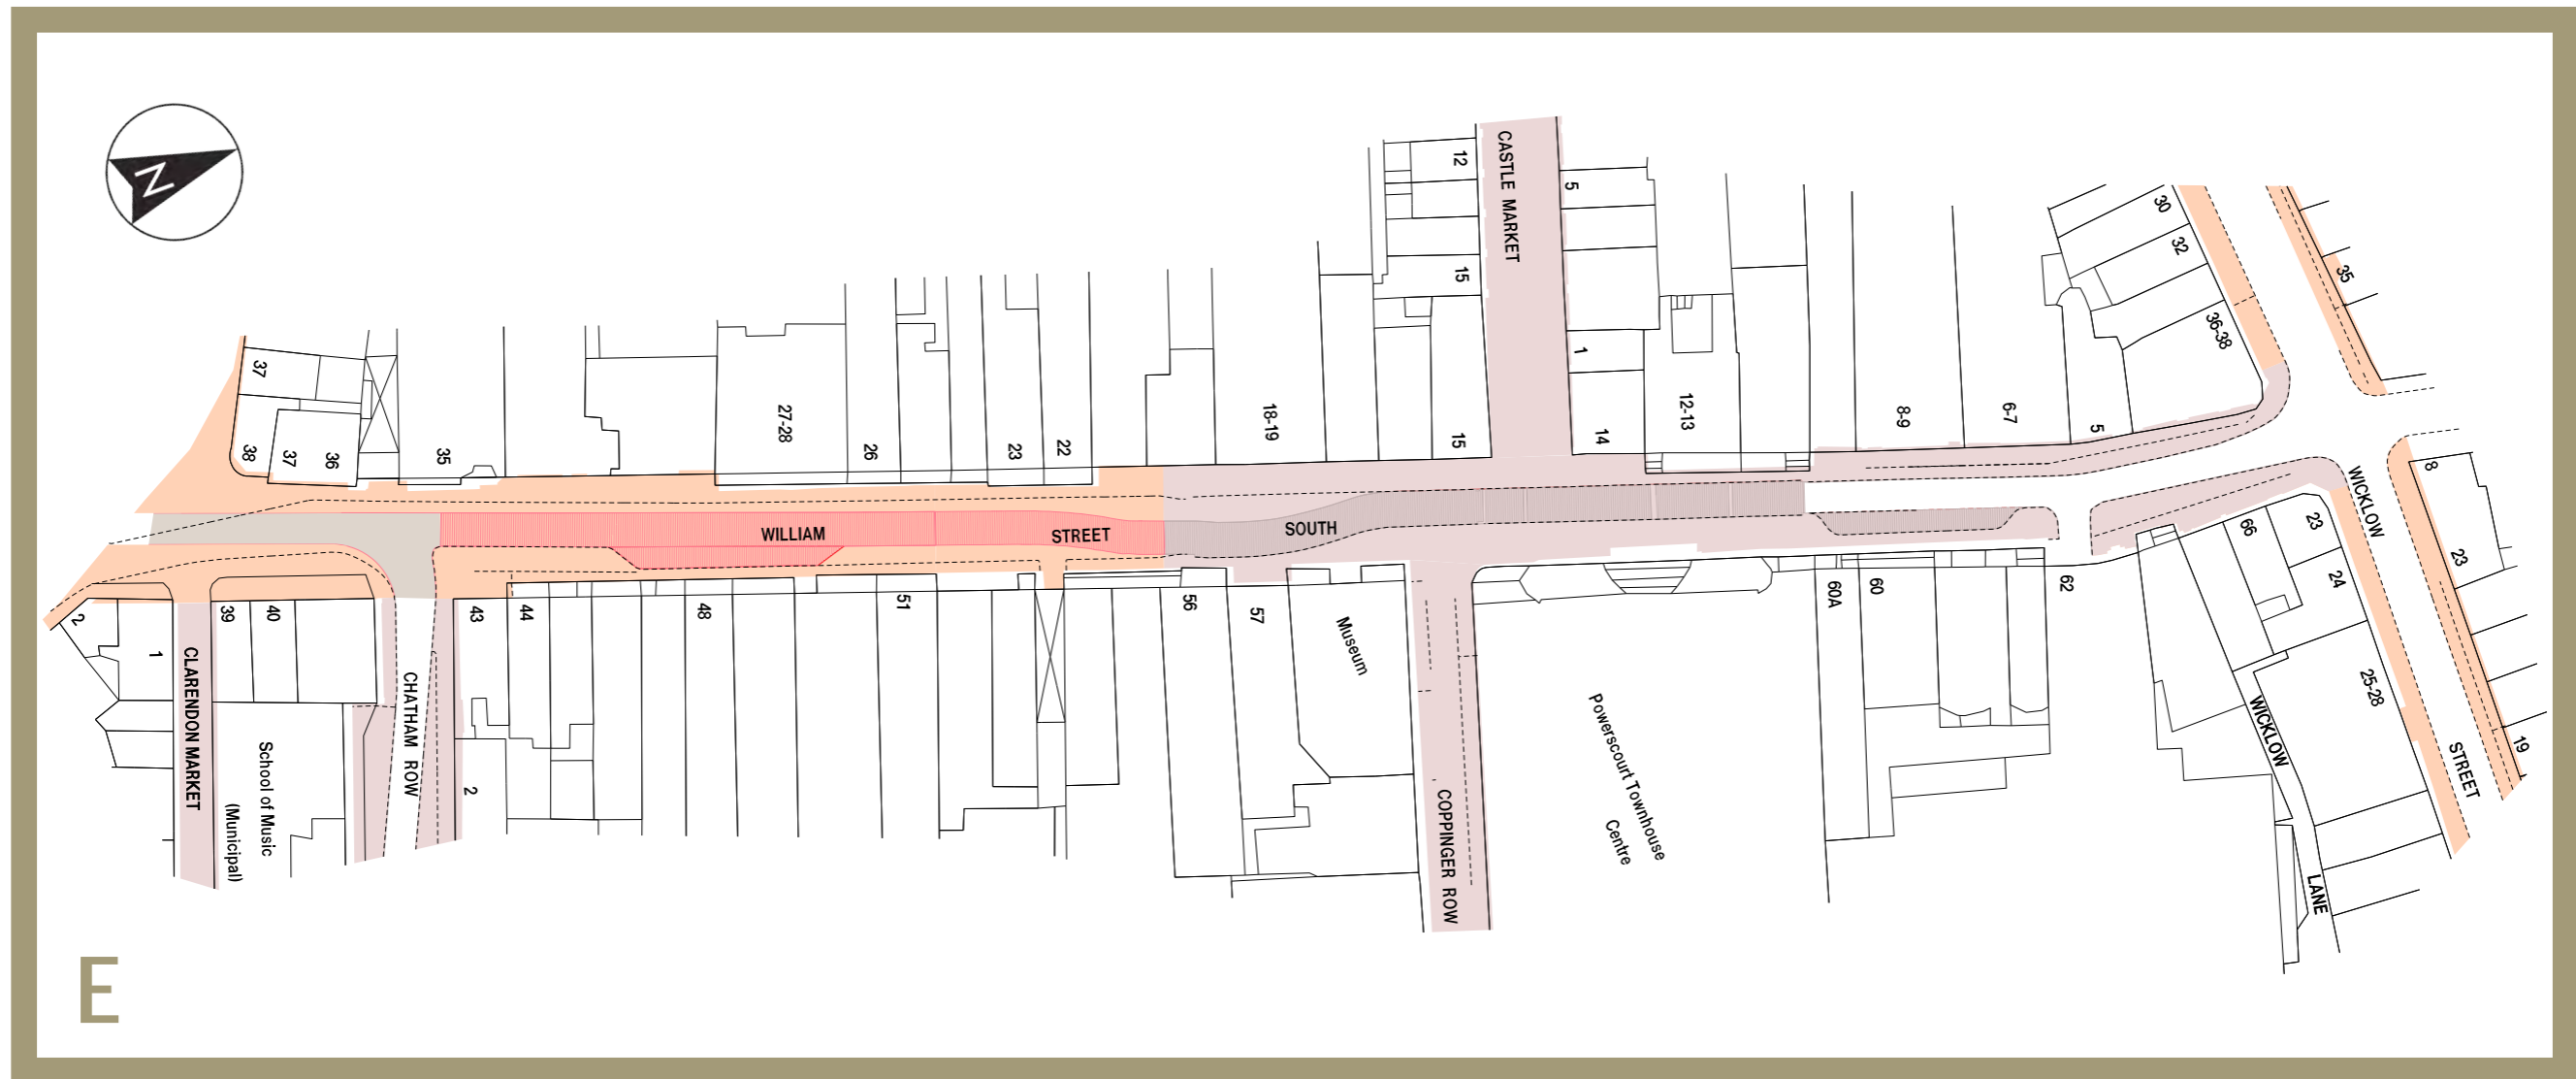 N
12
CASTLE MARKET
5
15
1
15
14
12-13
8-9
6-7
5
30
32
36-38
35
37
38
37
36
35
27-28
26
23
22
18-19
WILLIAM
STREET
SOUTH
WICKLOW
STREET
8
23
19
2
1
CLARENDON MARKET
39
40
School of Music
(Municipal)
CHATHAM ROW
43
2
44
48
51
56
57
Museum
COPPINGER ROW
Powerscourt Townhouse
Centre
60A
60
62
66
23
24
25-28
WICKLOW
LANE
E